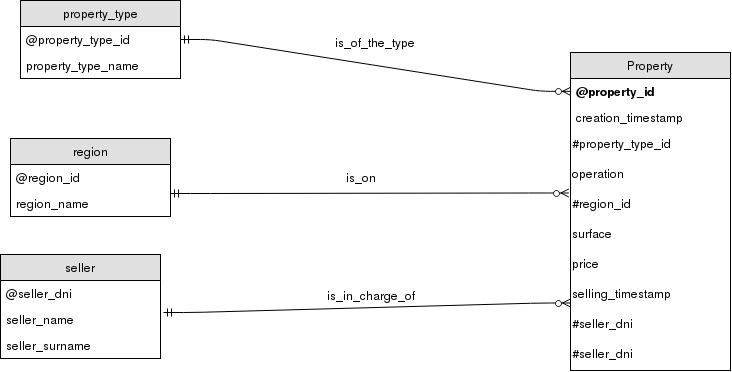 property_type
@property_type_id
property_type_name
is_of_the_type
region
@region_id
region_name
is_on
seller
@seller_dni
seller_name
seller_surname
is_in_charge_of
Property
@property_id
creation_timestamp
#property_type_id
operation
#region_id
surface
price
selling_timestamp
#seller_dni
#seller_dni